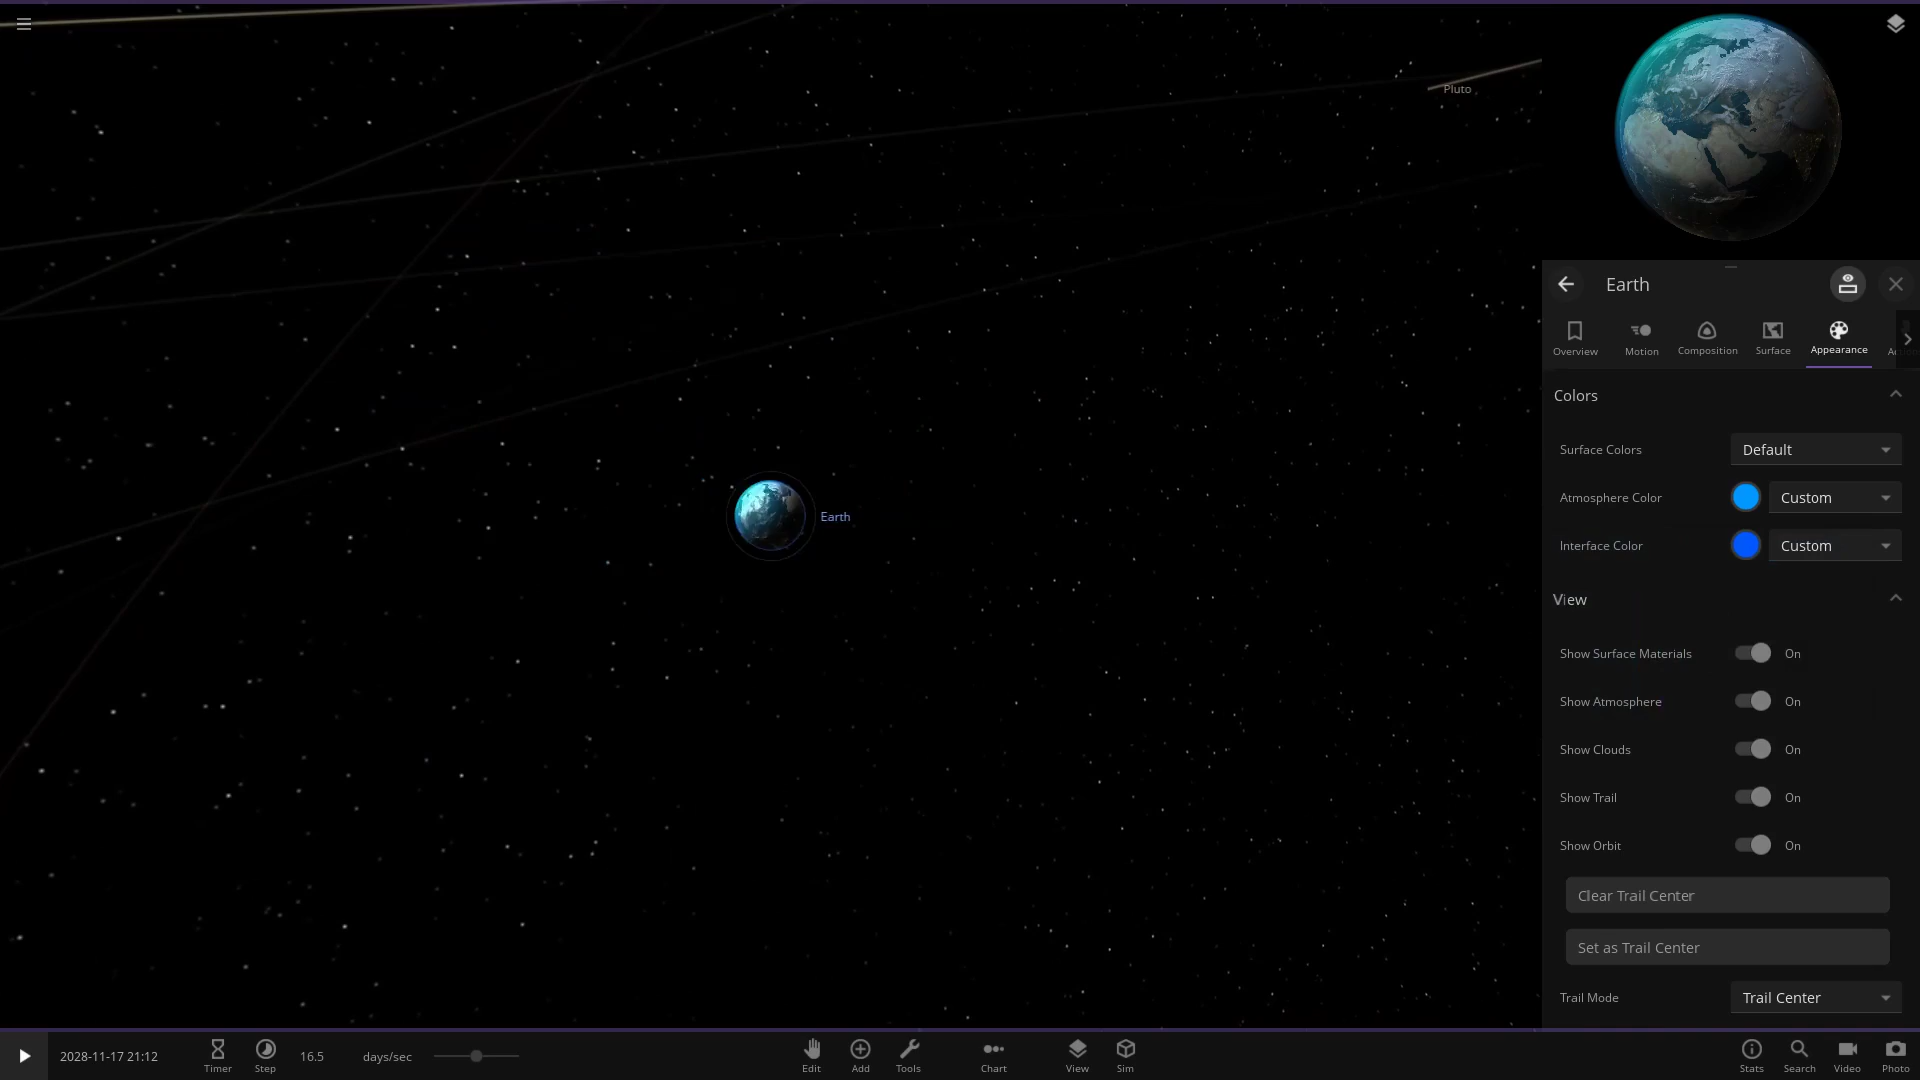 Pluto
Earth
Earth
Overview
Motion
Composition
Surface
Appearance
Colors
Surface Colors
Default
Atmosphere Color
Custom
Interface Color
Custom
View
Show Surface Materials
On
Show Atmosphere
On
Show Clouds
On
Show Trail
On
Show Orbit
On
Clear Trail Center
Set as Trail Center
Trail Mode
Trail Center
2028-11-17 21:12
Timer
Step
16.5
days/sec
Edit
Add
Tools
Chart
View
Sim
Stats
Search
Video
Photo